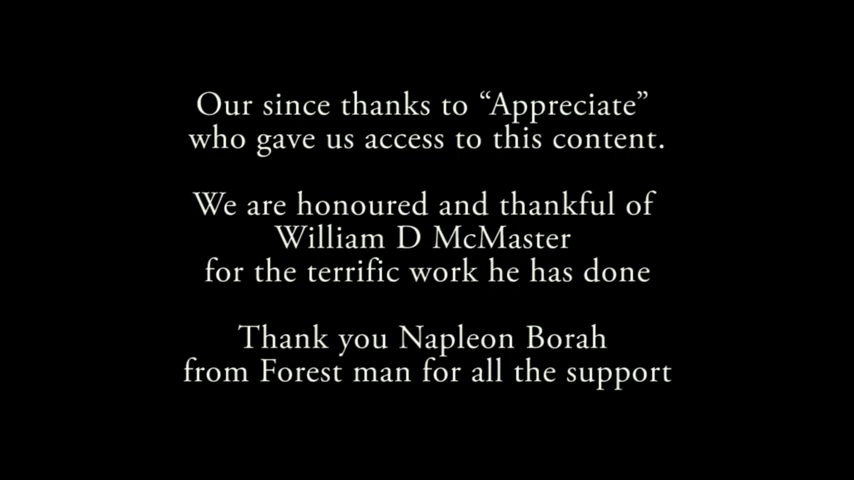 Our since thanks to “Appreciate”
who gave us access to this content.
We are honoured and thankful of
William D McMaster
for the terrific work he has done
Thank you Napleon Borah
from Forest man for all the support